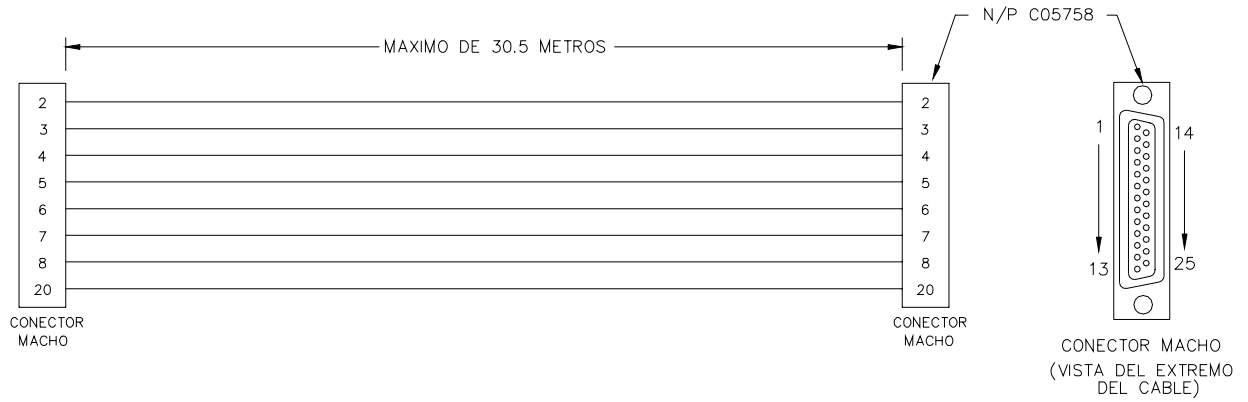 N/P C05758
MAXIMO DE 30.5 METROS
2 2
3 3
4 4
5 5
6 6
7 7
8 8
20 20
CONECTOR
MACHO
CONECTOR
MACHO
1 14
13 25
CONECTOR MACHO
(VISTA DEL EXTREMO
DEL CABLE)